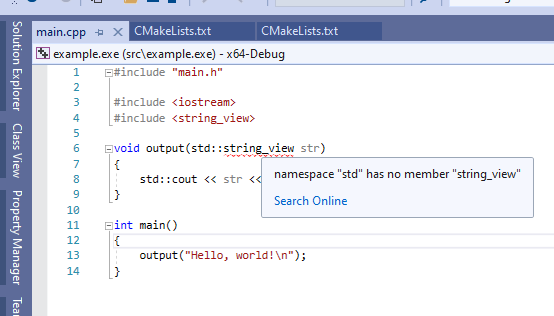 main.cpp CMakeLists.txt CMakeLists.txt
example.exe (src\example.exe) - x64-Debug
1 #include "main.h"
2
3 #include <iostream>
4 #include <string_view>
5
6 void output(std::string_view str)
7 {
8 std::cout << str <<
9 }
10
11 int main()
12 {
13 output("Hello, world!\n");
14 }
namespace "std" has no member "string_view"
Search Online
Solution Explorer
Class View
Property Manager